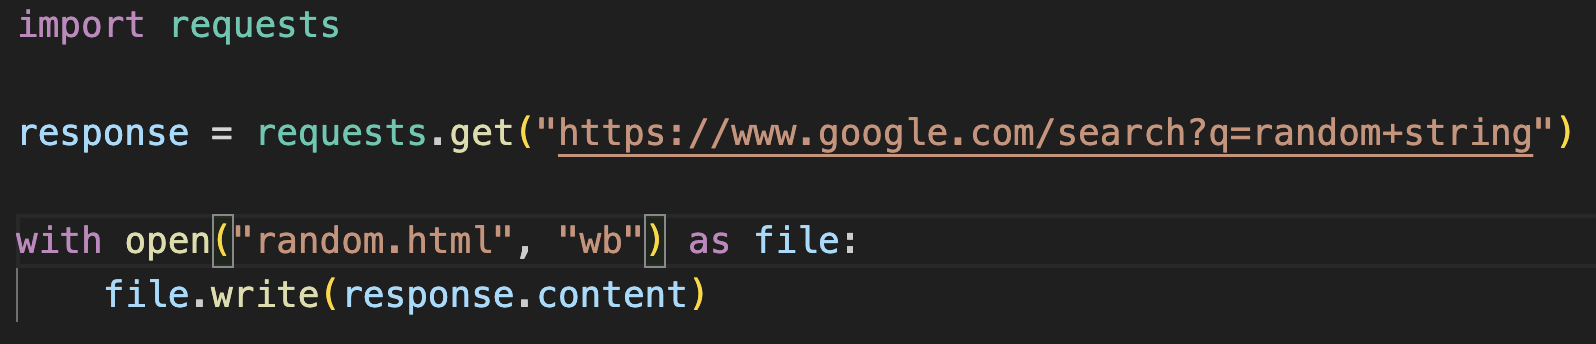 import requests
response = requests.get("https://www.google.com/search?q=random+string")
with open("random.html", "wb") as file:
    file.write(response.content)